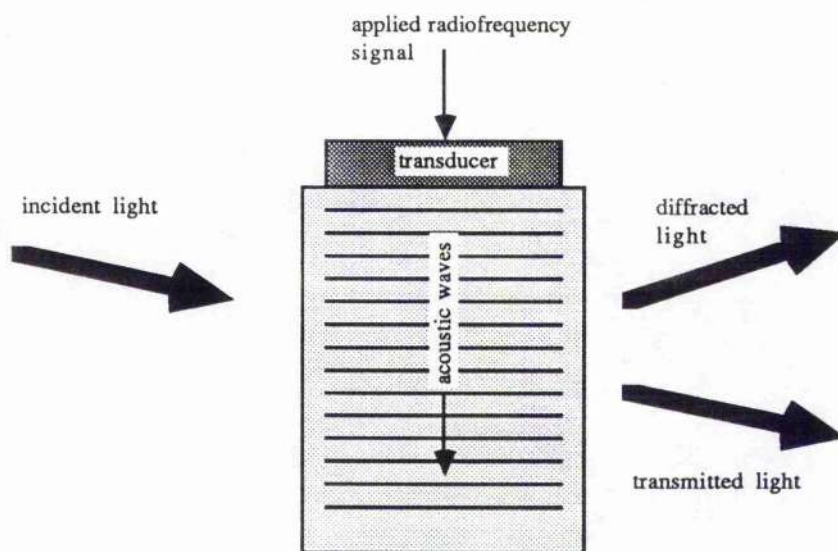 applied radiofrequency
signal
transducer
incident light
diffracted
light
acoustic waves
transmitted light